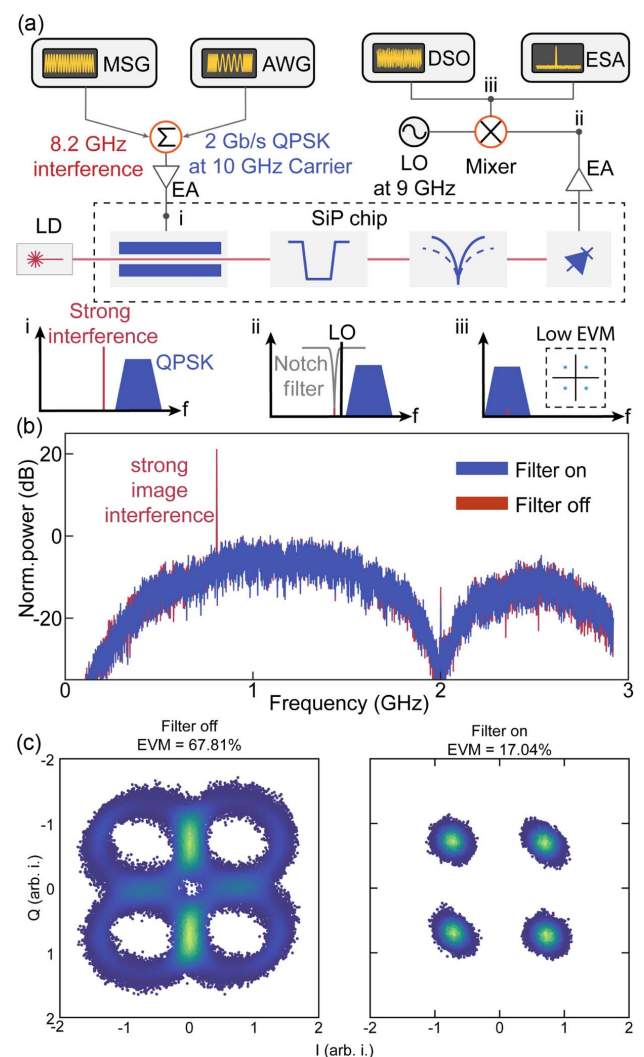 (a)
MSG
AWG
DSO
ESA
iii
ii
8.2 GHz
interference
Σ
2 Gb/s QPSK
at 10 GHz Carrier
EA
LO
at 9 GHz
Mixer
EA
i
SiP chip
LD
i
Strong
interference
QPSK
f
ii
LO
Notch
filter
f
iii
Low EVM
f
(b)
Norm.power (dB)
20
0
-20
strong
image
interference
Filter on
Filter off
0
1
2
3
Frequency (GHz)
(c)
Filter off
EVM = 67.81%
Filter on
EVM = 17.04%
Q (arb. i.)
-2
-1
0
1
2
-2
-1
0
1
2
-2
-1
0
1
2
I (arb. i.)